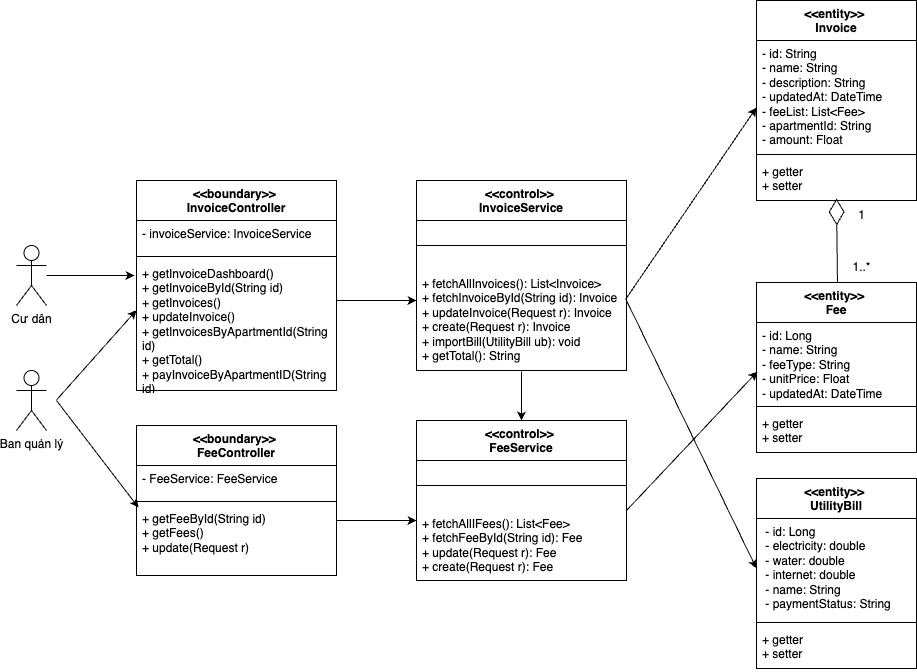 Cư dân
Ban quản lý
<<boundary>>
InvoiceController
- invoiceService: InvoiceService
+ getInvoiceDashboard()
+ getInvoiceById(String id)
+ getInvoices()
+ updateInvoice()
+ getInvoicesByApartmentId(String
id)
+ getTotal()
+ payInvoiceByApartmentID(String
id)
<<boundary>>
FeeController
- FeeService: FeeService
+ getFeeById(String id)
+ getFees()
+ update(Request r)
<<control>>
InvoiceService
+ fetchAllInvoices(): List<Invoice>
+ fetchInvoiceById(String id): Invoice
+ updateInvoice(Request r): Invoice
+ create(Request r): Invoice
+ importBill(UtilityBill ub): void
+ getTotal(): String
<<control>>
FeeService
+ fetchAllIFees(): List<Fee>
+ fetchFeeById(String id): Fee
+ update(Request r): Fee
+ create(Request r): Fee
<<entity>>
Invoice
- id: String
- name: String
- description: String
- updatedAt: DateTime
- feeList: List<Fee>
- apartmentId: String
- amount: Float
+ getter
+ setter
1
1..*
<<entity>>
Fee
- id: Long
- name: String
- feeType: String
- unitPrice: Float
- updatedAt: DateTime
+ getter
+ setter
<<entity>>
UtilityBill
- id: Long
- electricity: double
- water: double
- internet: double
- name: String
- paymentStatus: String
+ getter
+ setter